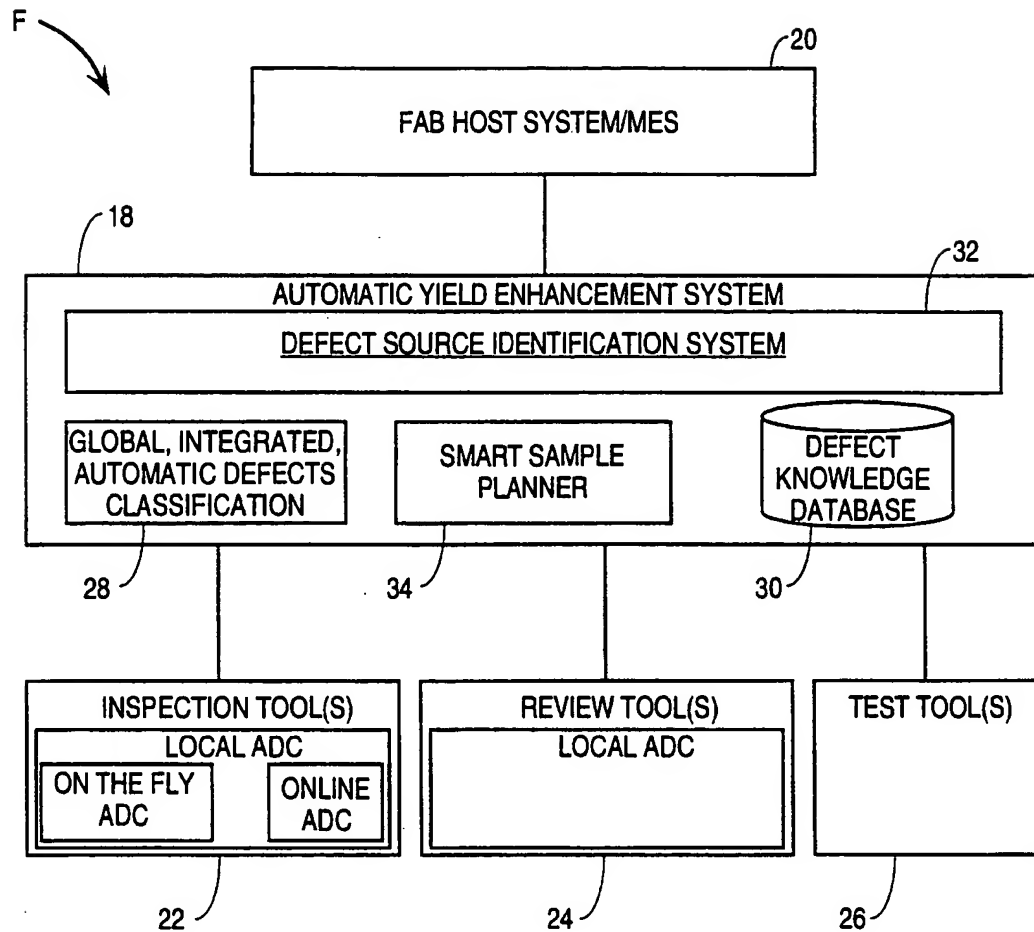 F
20
FAB HOST SYSTEM/MES
18
32
AUTOMATIC YIELD ENHANCEMENT SYSTEM
DEFECT SOURCE IDENTIFICATION SYSTEM
GLOBAL, INTEGRATED,
AUTOMATIC DEFECTS
CLASSIFICATION
SMART SAMPLE
PLANNER
DEFECT
KNOWLEDGE
DATABASE
28
34
30
INSPECTION TOOL(S)
LOCAL ADC
ON THE FLY
ADC
ONLINE
ADC
REVIEW TOOL(S)
LOCAL ADC
TEST TOOL(S)
22
24
26